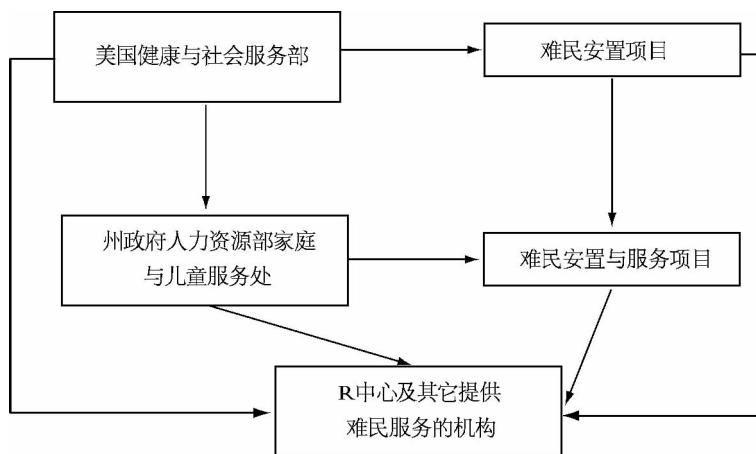 美国健康与社会服务部
难民安置项目
州政府人力资源部家庭
与儿童服务处
难民安置与服务项目
R中心及其它提供
难民服务的机构